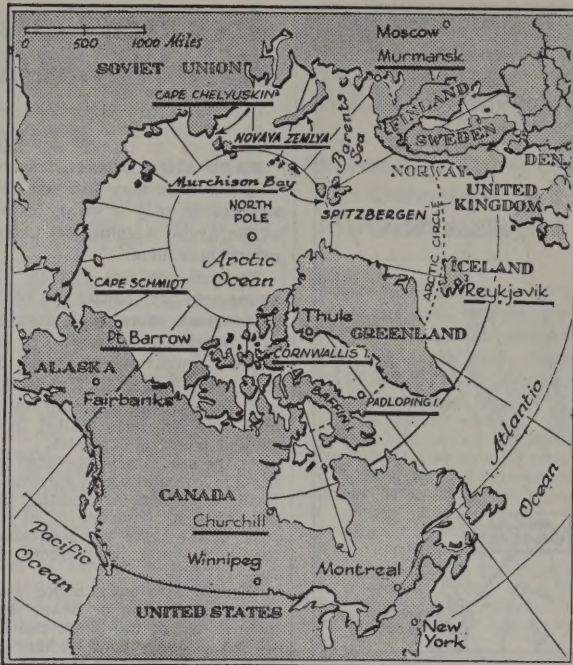 0 500 1000 Miles
Moscow
Murmansk
SOVIET UNION
CAPE CHELYUSKIN
NOVAYA ZEMLYA
Barents
Sea
FINLAND
SWEDEN
NORWAY
DEN.
UNITED
KINGDOM
Murchison Bay
SPITZBERGEN
NORTH
POLE
Arctic
Ocean
ARCTIC CIRCLE
ICELAND
Reykjavik
CAPE SCHMIDT
Thule
GREENLAND
Pt. Barrow
CORNWALLIS I.
ALASKA
Fairbanks
BAFFIN
PADLOPING I.
Atlantic
Ocean
CANADA
Churchill
Pacific
Ocean
Winnipeg
Montreal
UNITED STATES
New
York